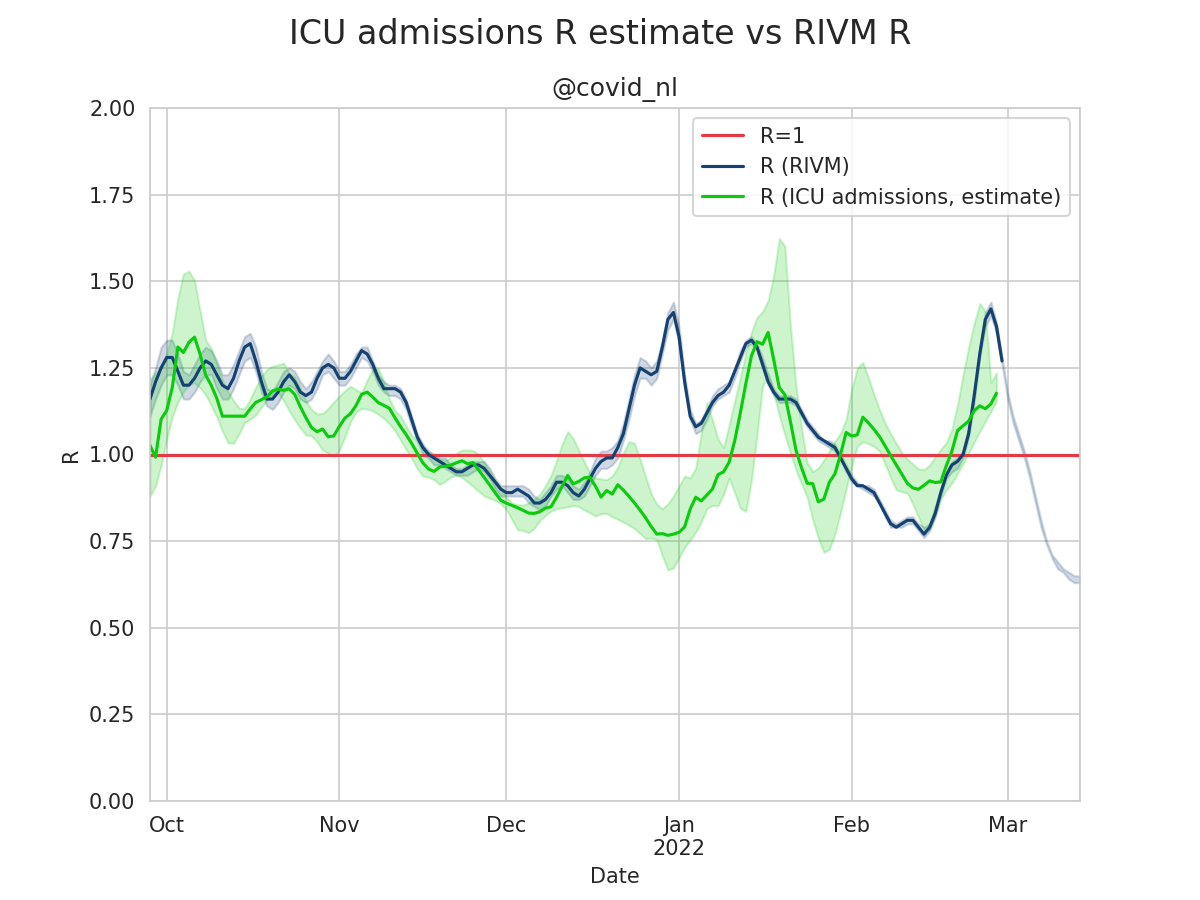 ICU admissions R estimate vs RIVM R
@covid_nl
R=1
R (RIVM)
R (ICU admissions, estimate)
2.00
1.75
1.50
1.25
1.00
0.75
0.50
0.25
0.00
R
Oct Nov Dec Jan Feb Mar
2022
Date